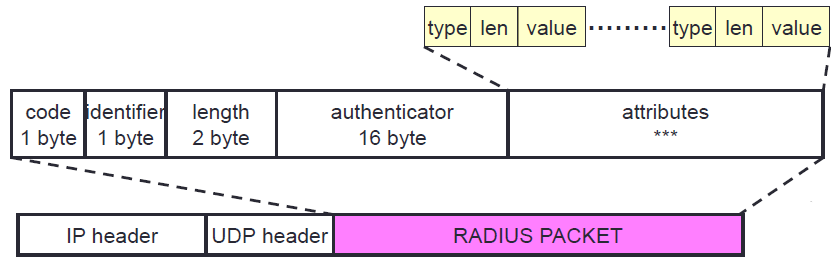 type len value ......... type len value
code identifier length authenticator attributes
1 byte 1 byte 2 byte 16 byte ***
IP header UDP header RADIUS PACKET